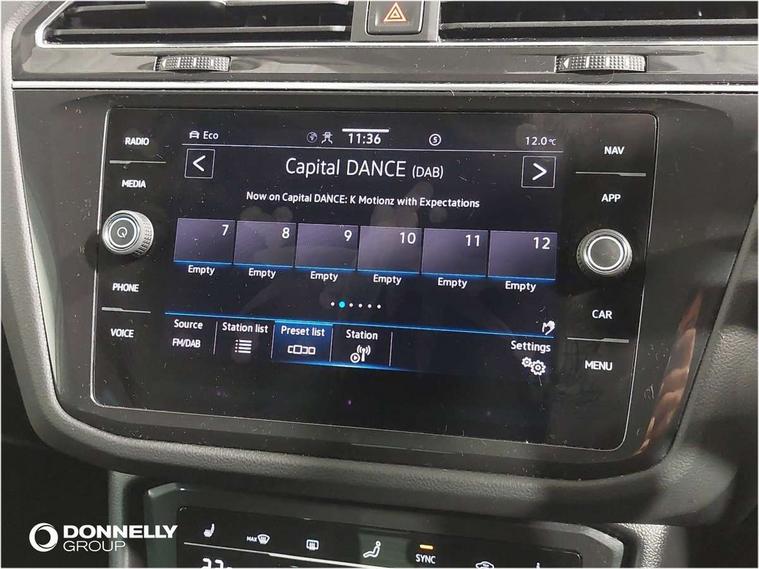 RADIO
MEDIA
PHONE
VOICE
Eco
11:36
12.0°C
Capital DANCE (DAB)
Now on Capital DANCE: K Motionz with Expectations
7 8 9 10 11 12
Empty Empty Empty Empty Empty Empty
Source
FM/DAB
Station list
Preset list
Station
Settings
NAV
APP
CAR
MENU
MAX
SYNC
DONNELLY
GROUP